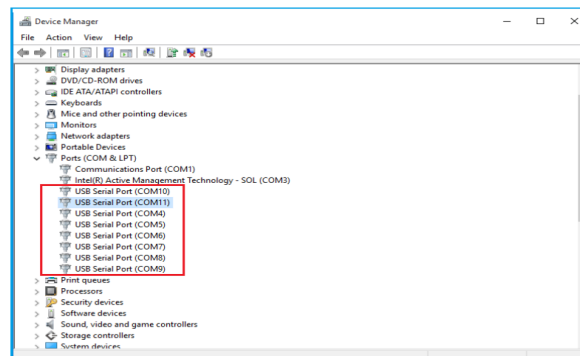 Device Manager
File Action View Help
Display adapters
DVD/CD-ROM drives
IDE ATA/ATAPI controllers
Keyboards
Mice and other pointing devices
Monitors
Network adapters
Portable Devices
Ports (COM & LPT)
Communications Port (COM1)
Intel(R) Active Management Technology - SOL (COM3)
USB Serial Port (COM10)
USB Serial Port (COM11)
USB Serial Port (COM4)
USB Serial Port (COM5)
USB Serial Port (COM6)
USB Serial Port (COM7)
USB Serial Port (COM8)
USB Serial Port (COM9)
Print queues
Processors
Security devices
Software devices
Sound, video and game controllers
Storage controllers
System devices